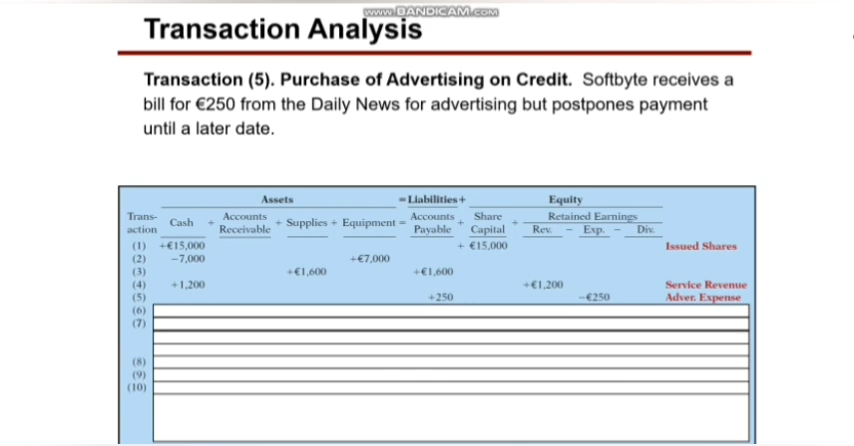 www.BANDICAM.com
Transaction Analysis
Transaction (5). Purchase of Advertising on Credit. Softbyte receives a
bill for €250 from the Daily News for advertising but postpones payment
until a later date.
Assets = Liabilities + Equity
Trans- Accounts Accounts Share Retained Earnings
action Cash + Receivable + Supplies + Equipment = Payable + Capital + Rev. - Exp. - Div.
(1) +€15,000 + €15,000 Issued Shares
(2) -7,000 +€7,000
(3) +€1,600 +€1,600
(4) +1,200 +€1,200 Service Revenue
(5) +250 -€250 Adver. Expense
(6)
(7)
(8)
(9)
(10)